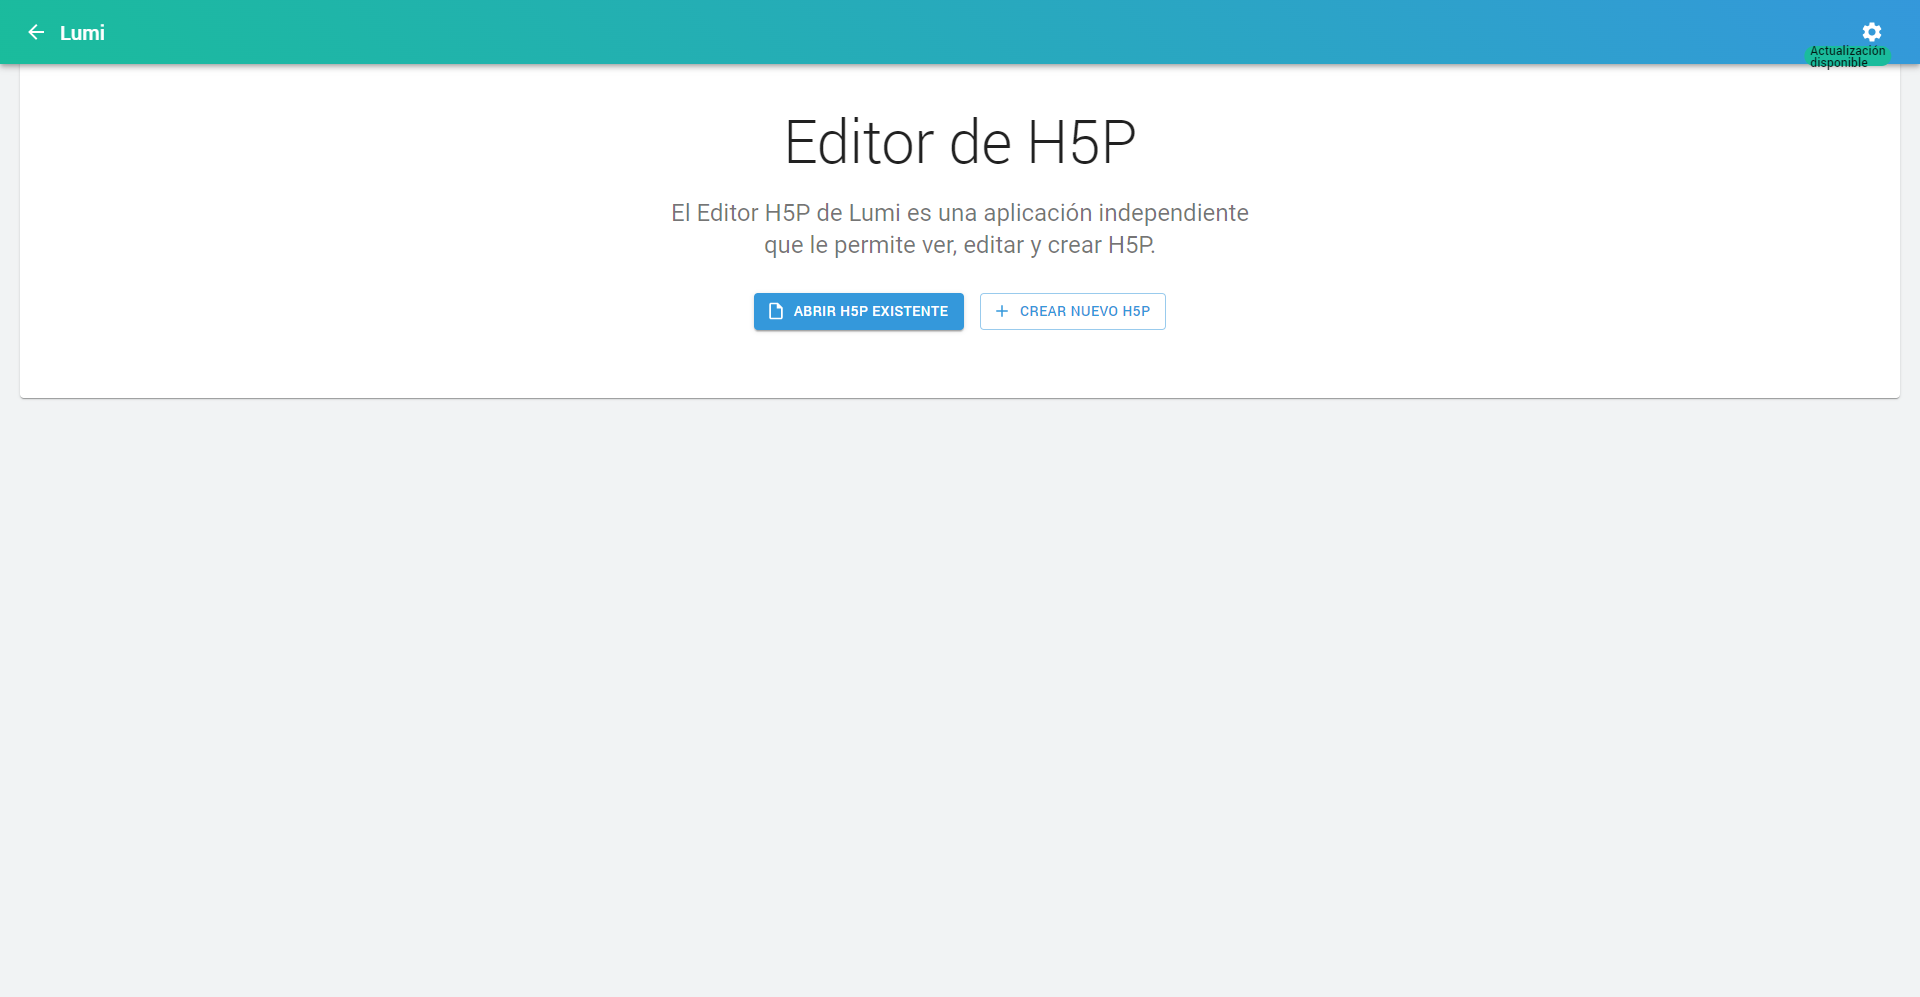 Lumi
Actualización
disponible
Editor de H5P
El Editor H5P de Lumi es una aplicación independiente
que le permite ver, editar y crear H5P.
ABRIR H5P EXISTENTE
CREAR NUEVO H5P